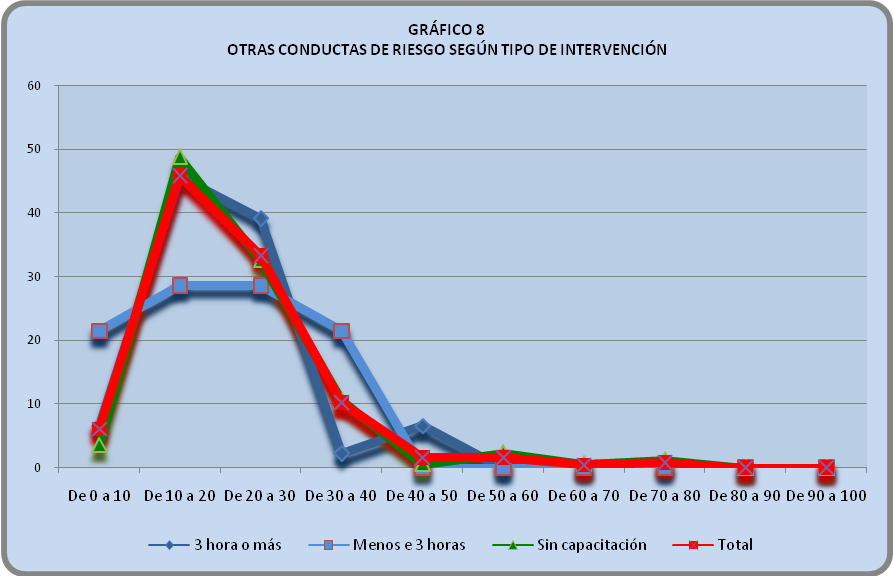 GRÁFICO 8
OTRAS CONDUCTAS DE RIESGO SEGÚN TIPO DE INTERVENCIÓN
60
50
40
30
20
10
0
De 0 a 10 De 10 a 20 De 20 a 30 De 30 a 40 De 40 a 50 De 50 a 60 De 60 a 70 De 70 a 80 De 80 a 90 De 90 a 100
3 hora o más Menos e 3 horas Sin capacitación Total